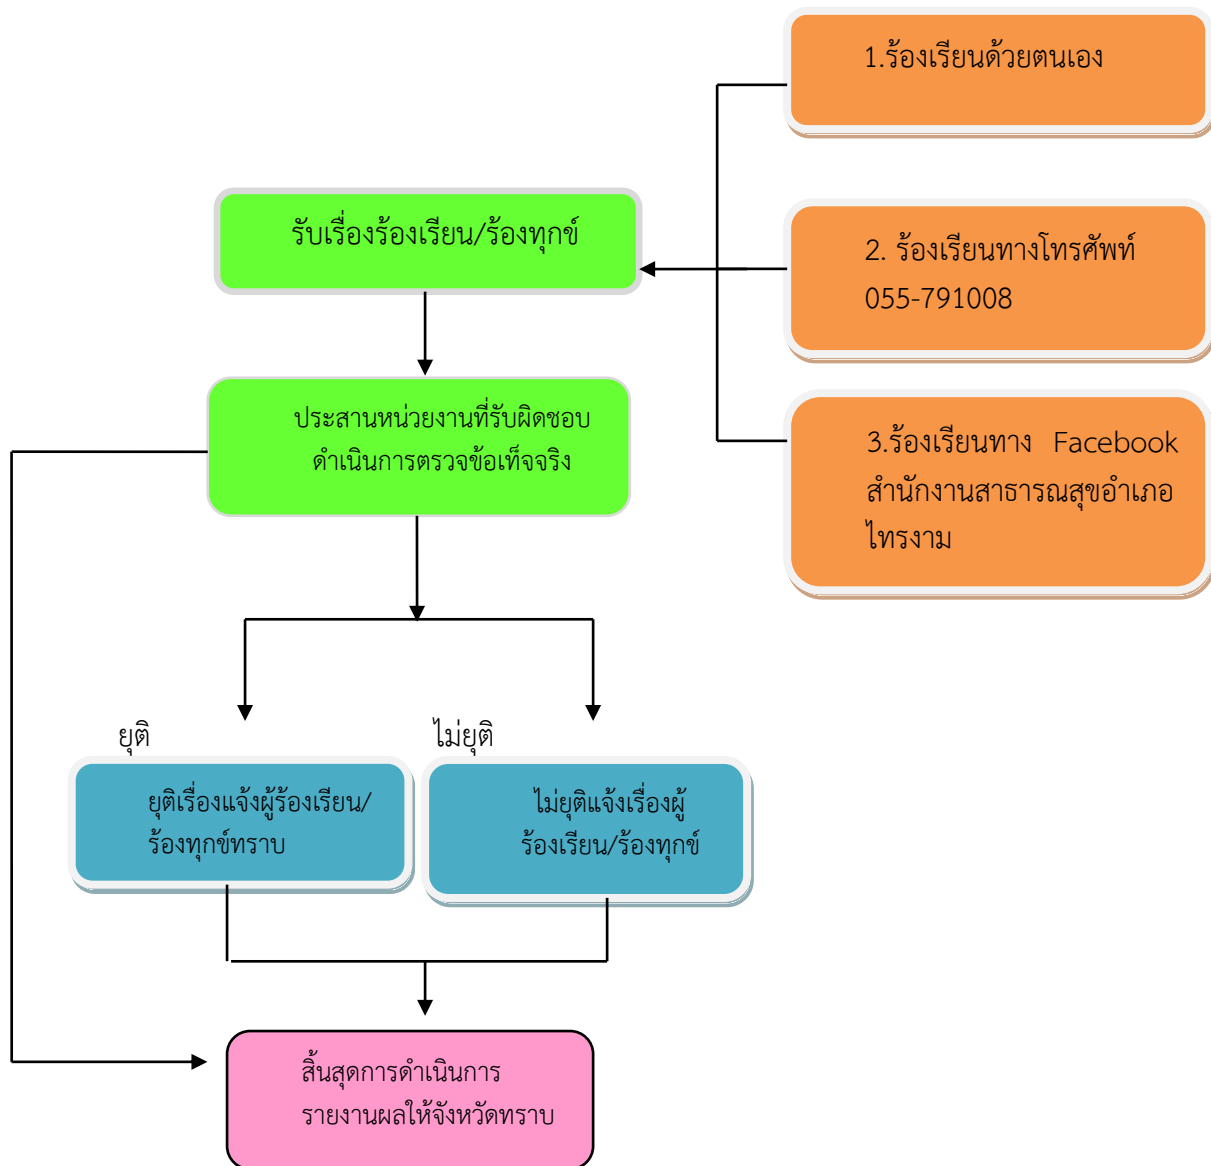 1.ร้องเรียนด้วยตนเอง
รับเรื่องร้องเรียน/ร้องทุกข์
2. ร้องเรียนทางโทรศัพท์
055-791008
ประสานหน่วยงานที่รับผิดชอบ
ดำเนินการตรวจข้อเท็จจริง
3.ร้องเรียนทาง Facebook
สำนักงานสาธารณสุขอำเภอ
ไทรงาม
ยุติ
ไม่ยุติ
ยุติเรื่องแจ้งผู้ร้องเรียน/
ร้องทุกข์ทราบ
ไม่ยุติแจ้งเรื่องผู้
ร้องเรียน/ร้องทุกข์
สิ้นสุดการดำเนินการ
รายงานผลให้จังหวัดทราบ